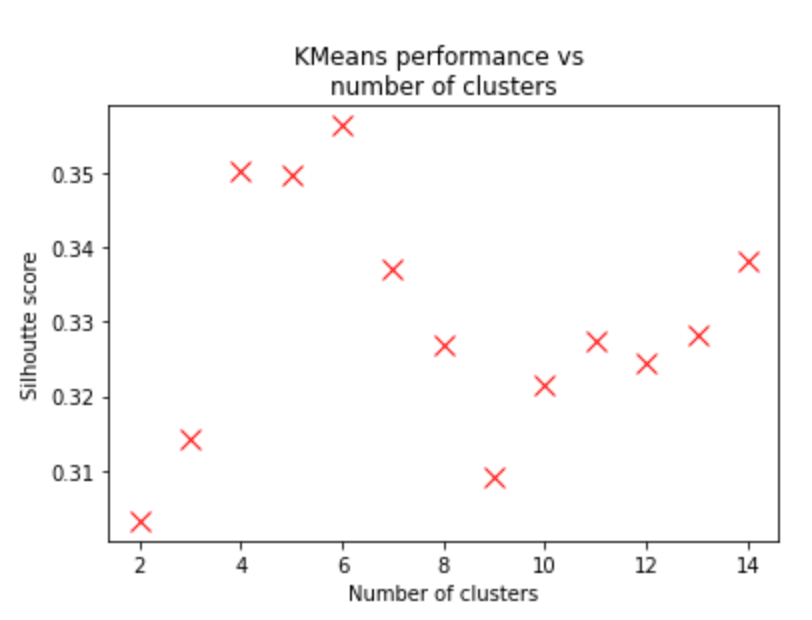 KMeans performance vs
number of clusters
0.35
0.34
0.33
0.32
0.31
Silhoutte score
2 4 6 8 10 12 14
Number of clusters